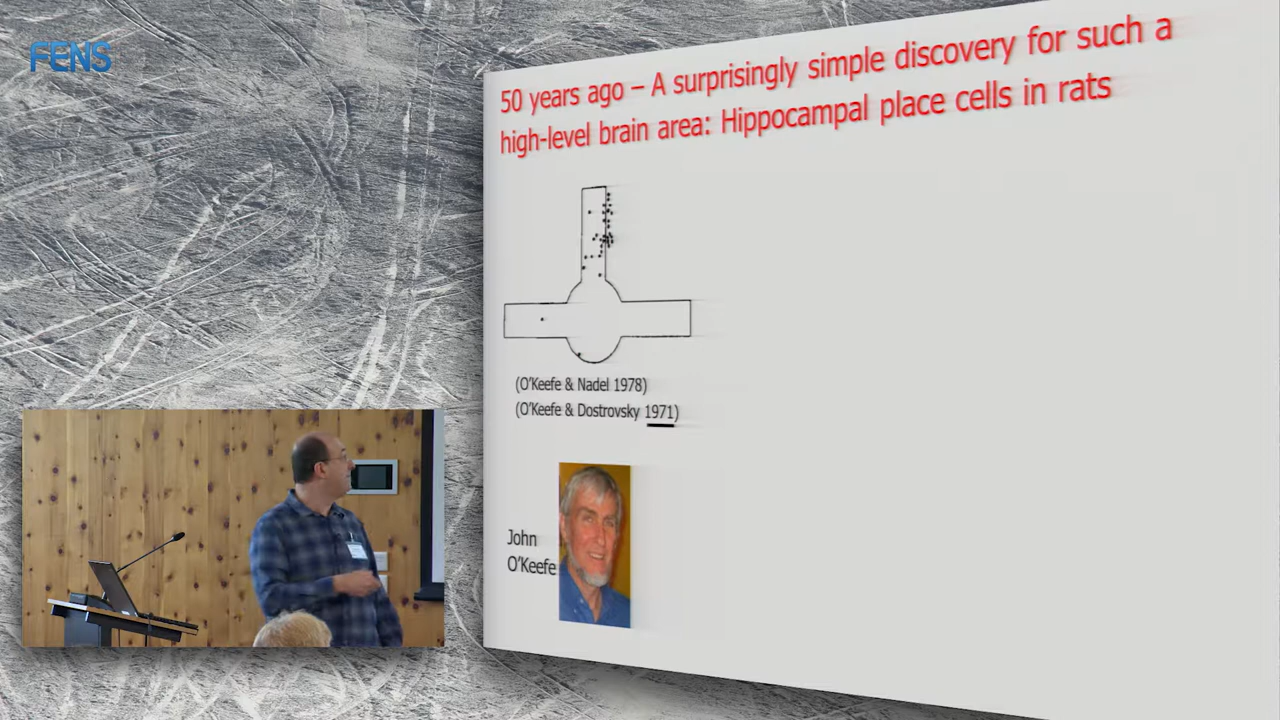 FENS
50 years ago – A surprisingly simple discovery for such a
high-level brain area: Hippocampal place cells in rats
(O'Keefe & Nadel 1978)
(O'Keefe & Dostrovsky 1971)
John
O'Keefe